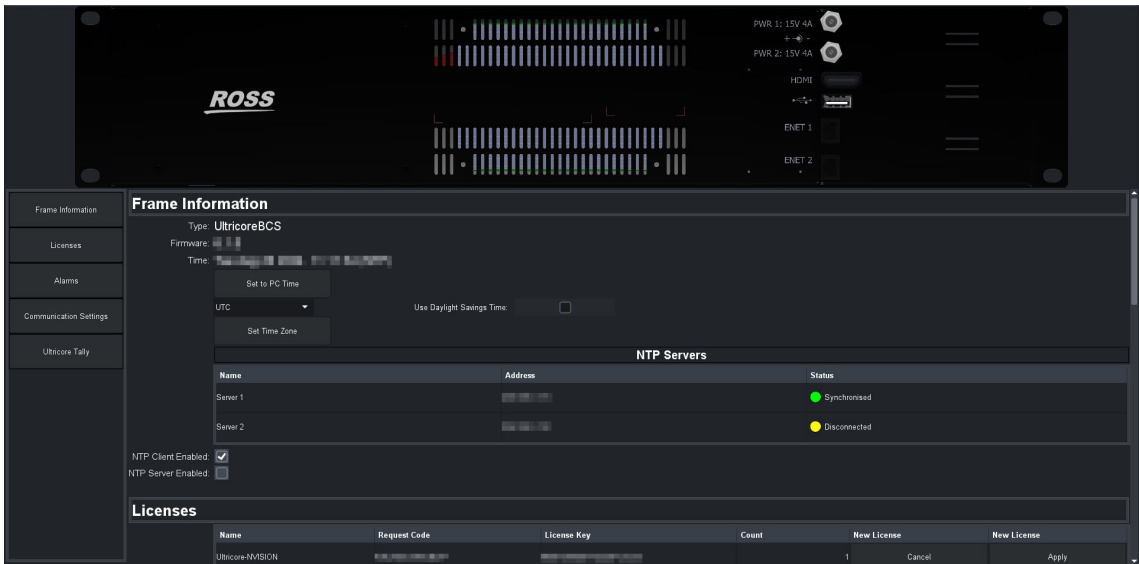 PWR 1: 15V 4A
PWR 2: 15V 4A
HDMI
ROSS
ENET 1
ENET 2
Frame Information
Licenses
Alarms
Communication Settings
Ultricore Tally
Frame Information
Type: UltricoreBCS
Firmware:
Time:
Set to PC Time
UTC Use Daylight Savings Time:
Set Time Zone
NTP Servers
Name Address Status
Server 1 Synchronised
Server 2 Disconnected
NTP Client Enabled:
NTP Server Enabled:
Licenses
Name Request Code License Key Count New License New License
Ultricore-NVISION 1 Cancel Apply